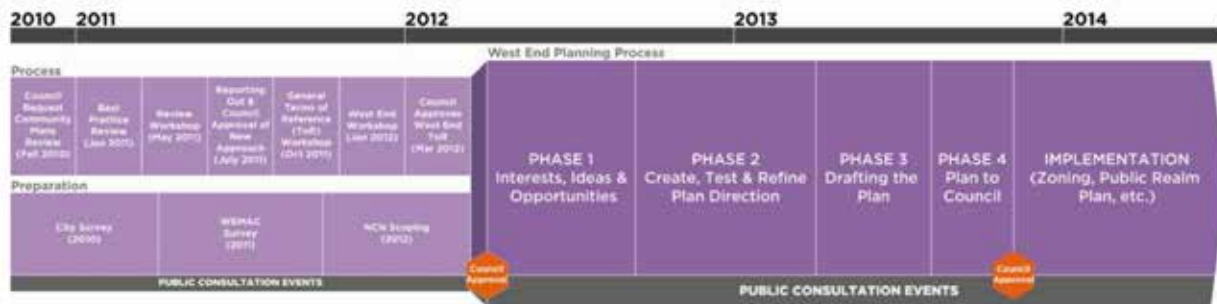 2010 2011 2012 2013 2014
West End Planning Process
Process
Council
Request
Community
Plans
Review
(Fall 2010)
Best
Practice
Review
(Jan 2011)
Review
Workshop
(May 2011)
Reporting
Out &
Council
Approval of
New
Approach
(July 2011)
General
Terms of
Reference
(ToR)
Workshop
(Oct 2011)
West End
Workshop
(Jan 2012)
Council
Approves
West End
ToR
(Mar 2012)
Preparation
City Survey
(2010)
WEMAC
Survey
(2011)
NCN Scoping
(2012)
PHASE 1
Interests, Ideas &
Opportunities
PHASE 2
Create, Test & Refine
Plan Direction
PHASE 3
Drafting the
Plan
PHASE 4
Plan to
Council
IMPLEMENTATION
(Zoning, Public Realm
Plan, etc.)
Council
Approval
Council
Approval
PUBLIC CONSULTATION EVENTS
PUBLIC CONSULTATION EVENTS